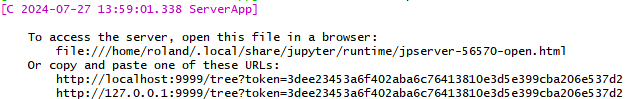 [C 2024-07-27 13:59:01.338 ServerApp]
To access the server, open this file in a browser:
file:///home/roland/.local/share/jupyter/runtime/jpserver-56570-open.html
Or copy and paste one of these URLs:
http://localhost:9999/tree?token=3dee23453a6f402aba6c76413810e3d5e399cba206e537d2
http://127.0.0.1:9999/tree?token=3dee23453a6f402aba6c76413810e3d5e399cba206e537d2